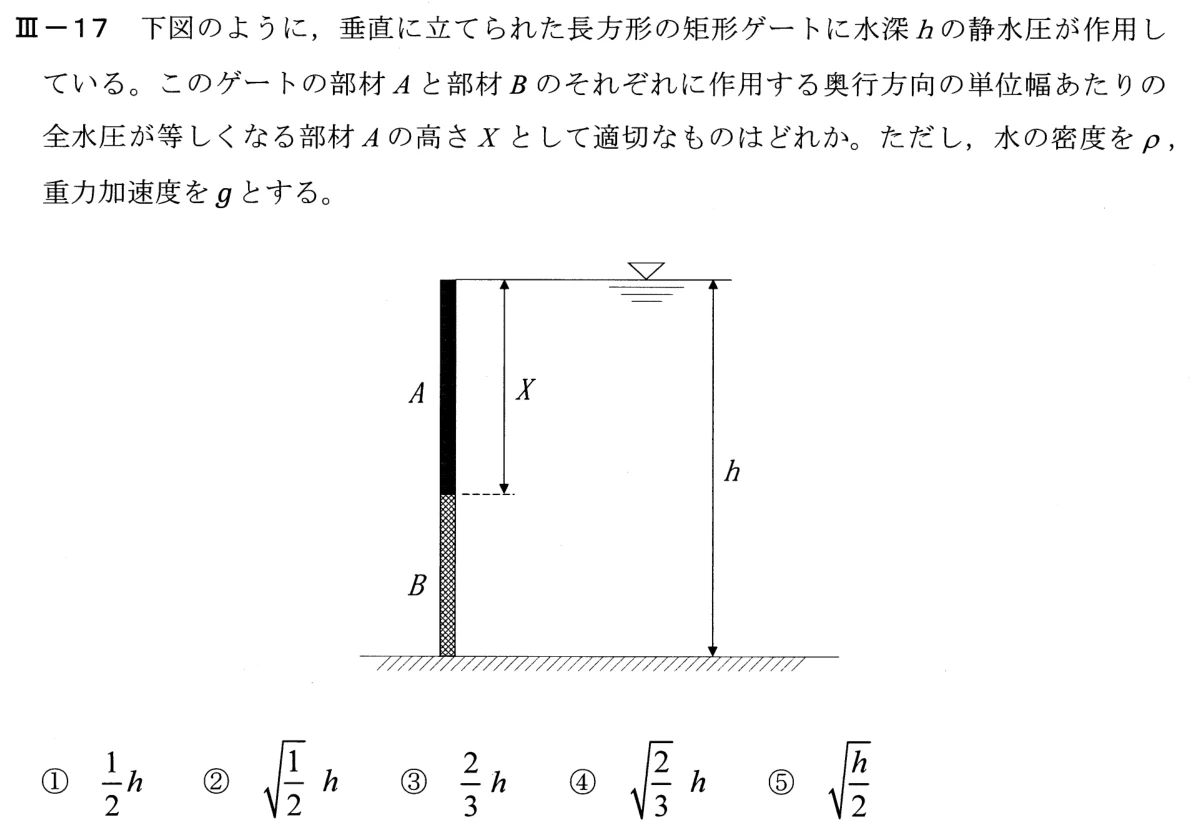 Ⅲ－17　下図のように，垂直に立てられた長方形の矩形ゲートに水深 h の静水圧が作用し
ている。このゲートの部材 A と部材 B のそれぞれに作用する奥行方向の単位幅あたりの
全水圧が等しくなる部材 A の高さ X として適切なものはどれか。ただし，水の密度を ρ，
重力加速度を g とする。
A
X
h
B
① 1/2 h　② √(1/2) h　③ 2/3 h　④ √(2/3) h　⑤ √(h/2)